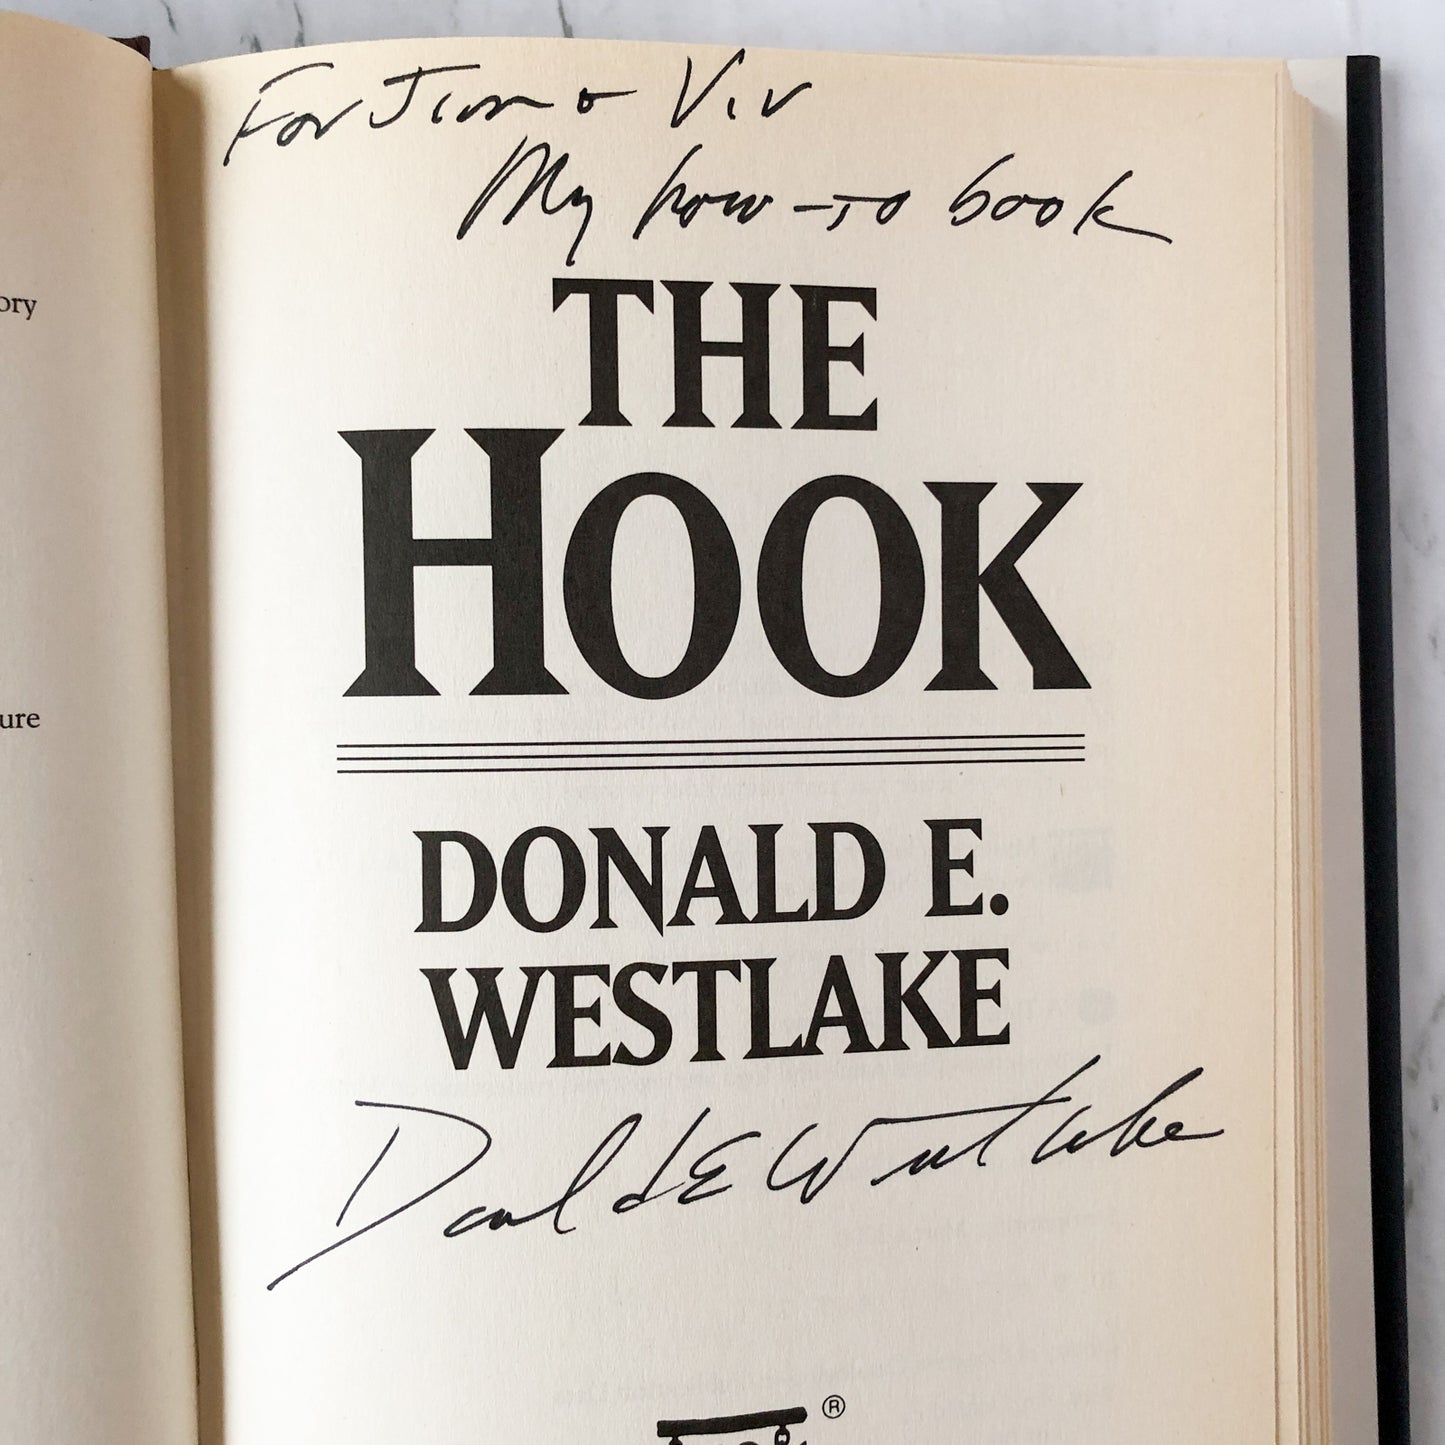 For Jim & Viv
My how-to book
THE
HOOK
DONALD E.
WESTLAKE
Donald E Westlake
®
ory
ure